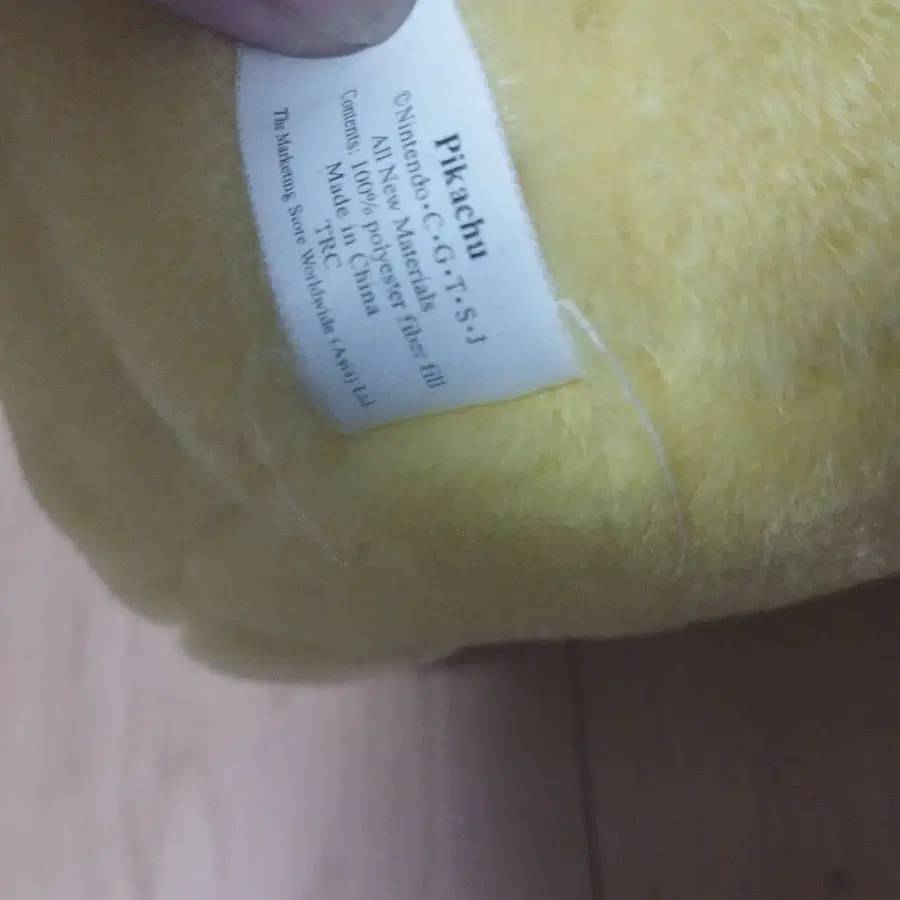 Pikachu
©Nintendo•C•G•T•S•J
All New Materials
Contents: 100% polyester fiber fill
Made in China
TRC
The Marketing Store Worldwide (Asia) Ltd